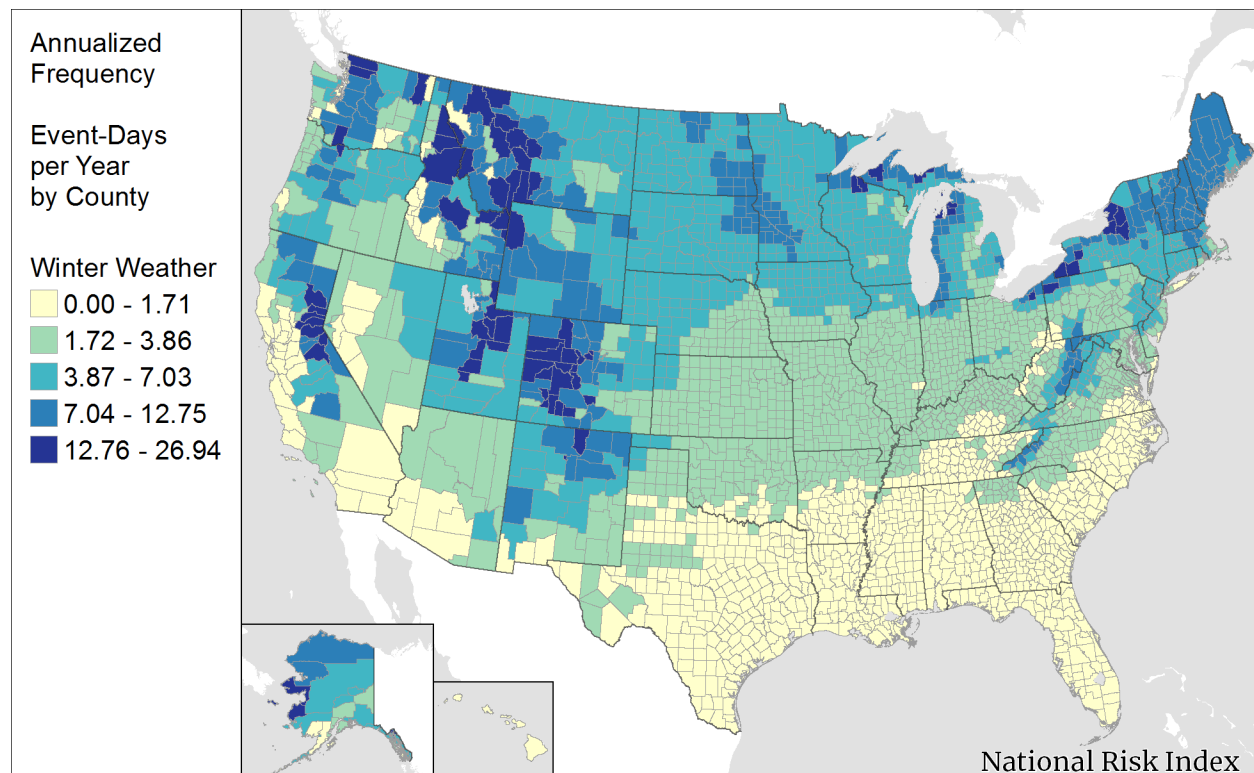 Annualized
Frequency
Event-Days
per Year
by County
Winter Weather
0.00 - 1.71
1.72 - 3.86
3.87 - 7.03
7.04 - 12.75
12.76 - 26.94
National Risk Index